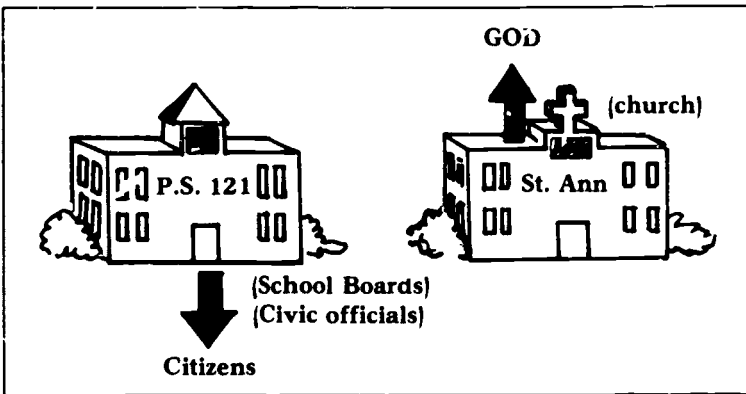 GOD
(church)
P.S. 121
St. Ann
(School Boards)
(Civic officials)
Citizens